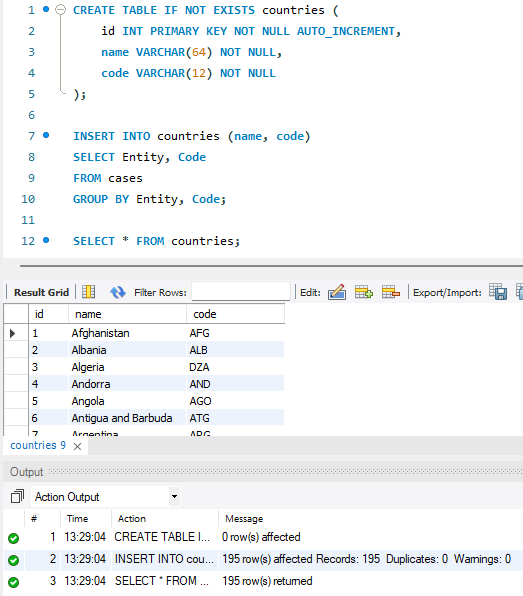 1 CREATE TABLE IF NOT EXISTS countries (
2 id INT PRIMARY KEY NOT NULL AUTO_INCREMENT,
3 name VARCHAR(64) NOT NULL,
4 code VARCHAR(12) NOT NULL
5 );
6
7 INSERT INTO countries (name, code)
8 SELECT Entity, Code
9 FROM cases
10 GROUP BY Entity, Code;
11
12 SELECT * FROM countries;
Result Grid Filter Rows: Edit: Export/Import:
id name code
1 Afghanistan AFG
2 Albania ALB
3 Algeria DZA
4 Andorra AND
5 Angola AGO
6 Antigua and Barbuda ATG
7 Argentina ARG
countries 9 ×
Output
Action Output
# Time Action Message
1 13:29:04 CREATE TABLE I... 0 row(s) affected
2 13:29:04 INSERT INTO cou... 195 row(s) affected Records: 195 Duplicates: 0 Warnings: 0
3 13:29:04 SELECT * FROM ... 195 row(s) returned